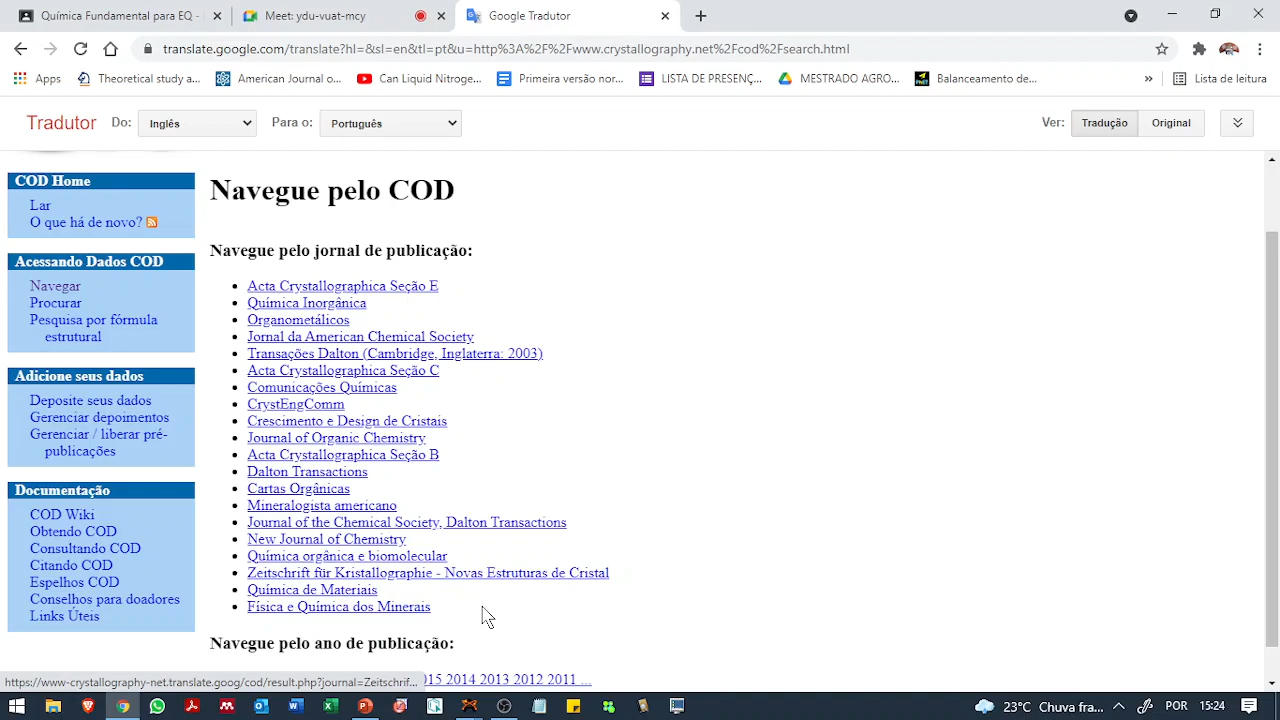 Química Fundamental para EQ -
Meet: ydu-vatt-mcy
Google Tradutor
translate.google.com/translate?hl=&sl=en&tl=pt&u=http%3A%2F%2Fwww.crystallography.net%2Fcod%2Fsearch.html
Apps
Theoretical study a...
American Journal o...
Can Liquid Nitroge...
Primeira versão nor...
LISTA DE PRESENÇ...
MESTRADO AGRO...
Balanceamento de...
»
Lista de leitura
Tradutor
Do:
Inglês
Para o:
Português
Ver:
Tradução
Original
COD Home
Lar
O que há de novo?
Acessando Dados COD
Navegar
Procurar
Pesquisa por fórmula
estrutural
Adicione seus dados
Deposite seus dados
Gerenciar depoimentos
Gerenciar / liberar pré-
publicações
Documentação
COD Wiki
Obtendo COD
Consultando COD
Citando COD
Espelhos COD
Conselhos para doadores
Links Úteis
Navegue pelo COD
Navegue pelo jornal de publicação:
Acta Crystallographica Seção E
Química Inorgânica
Organometálicos
Jornal da American Chemical Society
Transações Dalton (Cambridge, Inglaterra: 2003)
Acta Crystallographica Seção C
Comunicações Químicas
CrystEngComm
Crescimento e Design de Cristais
Journal of Organic Chemistry
Acta Crystallographica Seção B
Dalton Transactions
Cartas Orgânicas
Mineralogista americano
Journal of the Chemical Society, Dalton Transactions
New Journal of Chemistry
Química orgânica e biomolecular
Zeitschrift für Kristallographie - Novas Estruturas de Cristal
Química de Materiais
Física e Química dos Minerais
Navegue pelo ano de publicação:
2014 2013 2012 2011 ...
https://www-crystallography-net.translate.goog/cod/result.php?journal=Zeitschrif...
23°C Chuva fra...
POR
15:24